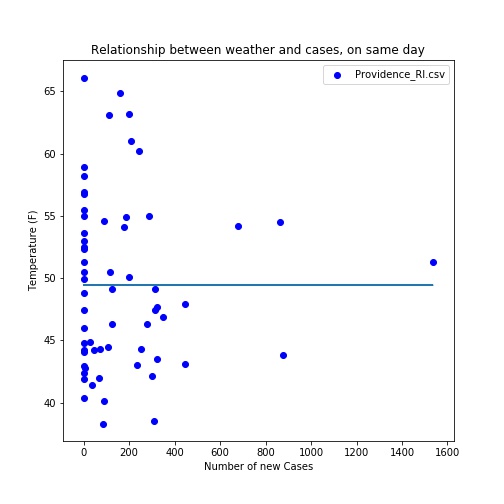 Relationship between weather and cases, on same day
Providence_RI.csv
65
60
55
50
45
40
Temperature (F)
0 200 400 600 800 1000 1200 1400 1600
Number of new Cases